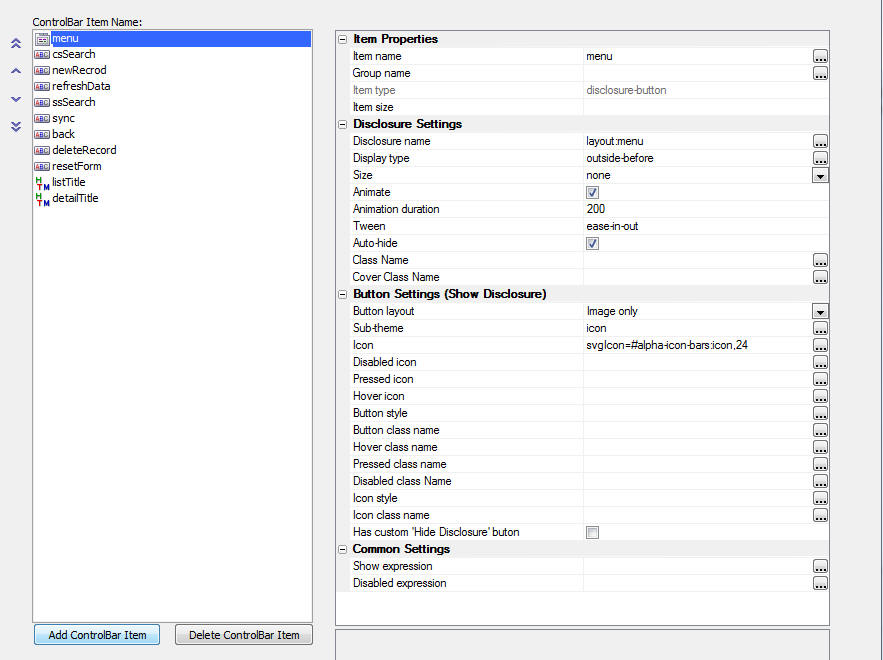 ControlBar Item Name:
menu
csSearch
newRecrod
refreshData
ssSearch
sync
back
deleteRecord
resetForm
listTitle
detailTitle
Add ControlBar Item
Delete ControlBar Item
Item Properties
Item name menu
Group name
Item type disclosure-button
Item size
Disclosure Settings
Disclosure name layout:menu
Display type outside-before
Size none
Animate
Animation duration 200
Tween ease-in-out
Auto-hide
Class Name
Cover Class Name
Button Settings (Show Disclosure)
Button layout Image only
Sub-theme icon
Icon svgIcon=#alpha-icon-bars:icon,24
Disabled icon
Pressed icon
Hover icon
Button style
Button class name
Hover class name
Pressed class name
Disabled class Name
Icon style
Icon class name
Has custom 'Hide Disclosure' buton
Common Settings
Show expression
Disabled expression